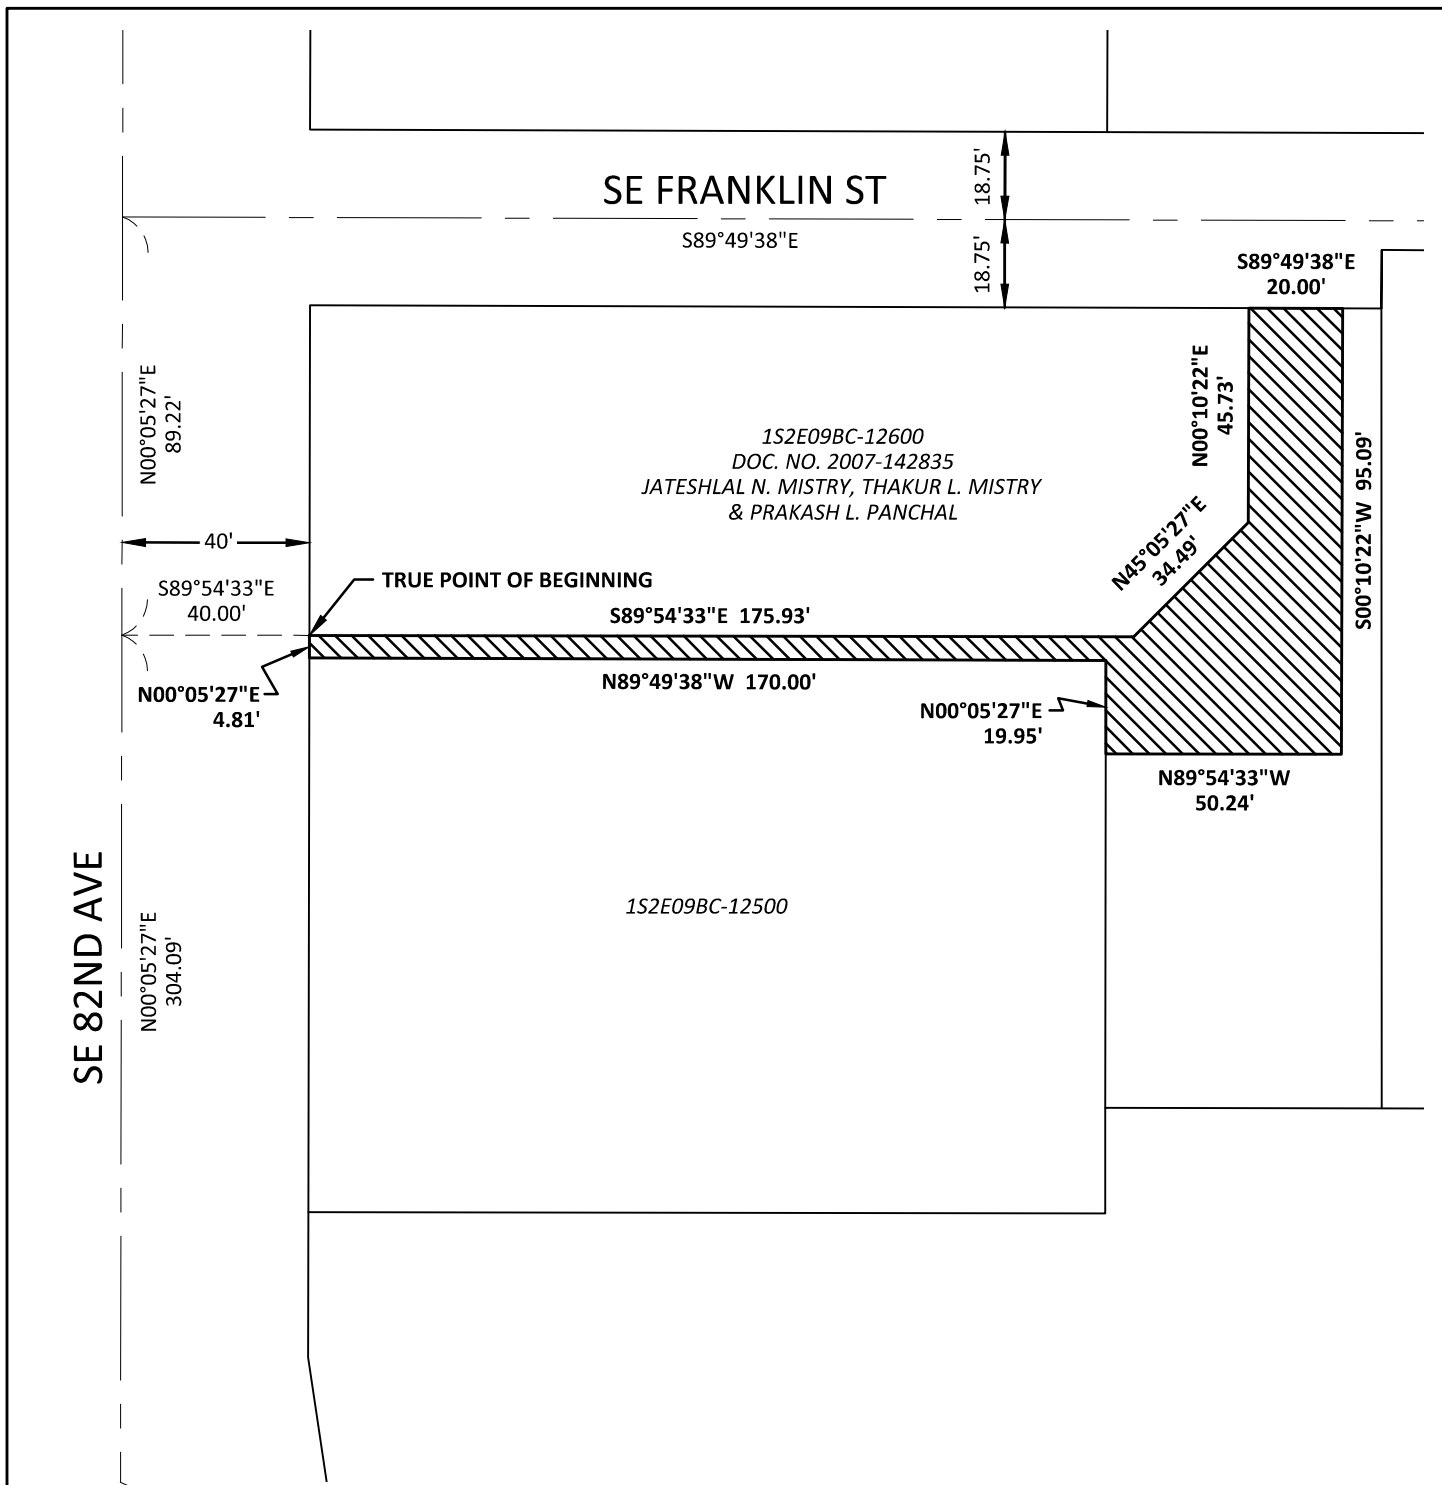 18.75'
SE FRANKLIN ST
S89°49'38"E
18.75'
S89°49'38"E
20.00'
N00°05'27"E
89.22'
N00°10'22"E
45.73'
1S2E09BC-12600
DOC. NO. 2007-142835
JATESHLAL N. MISTRY, THAKUR L. MISTRY
& PRAKASH L. PANCHAL
S00°10'22"W 95.09'
N45°05'27"E
34.49'
40'
S89°54'33"E
40.00'
TRUE POINT OF BEGINNING
S89°54'33"E 175.93'
N00°05'27"E
4.81'
N89°49'38"W 170.00'
N00°05'27"E
19.95'
N89°54'33"W
50.24'
SE 82ND AVE
N00°05'27"E
304.09'
1S2E09BC-12500